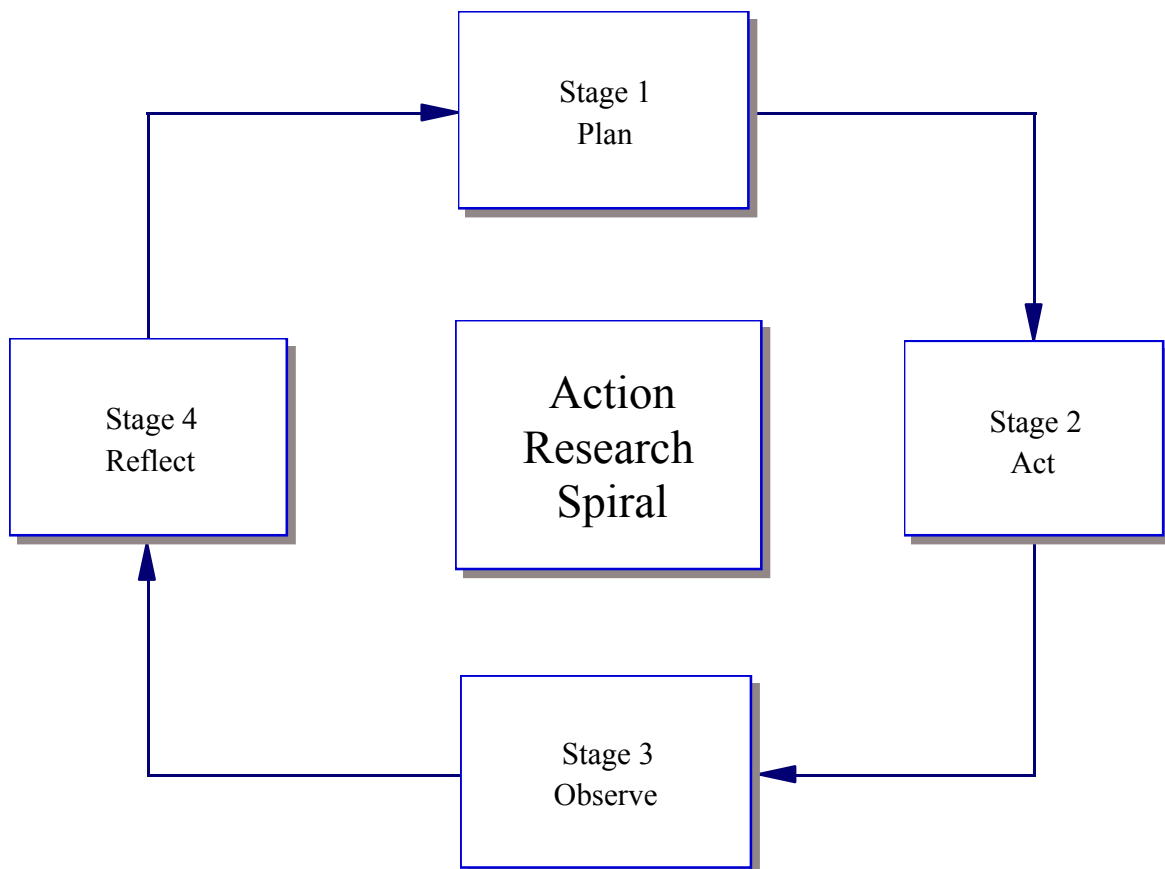 Stage 1
Plan
Stage 2
Act
Stage 3
Observe
Stage 4
Reflect
Action
Research
Spiral